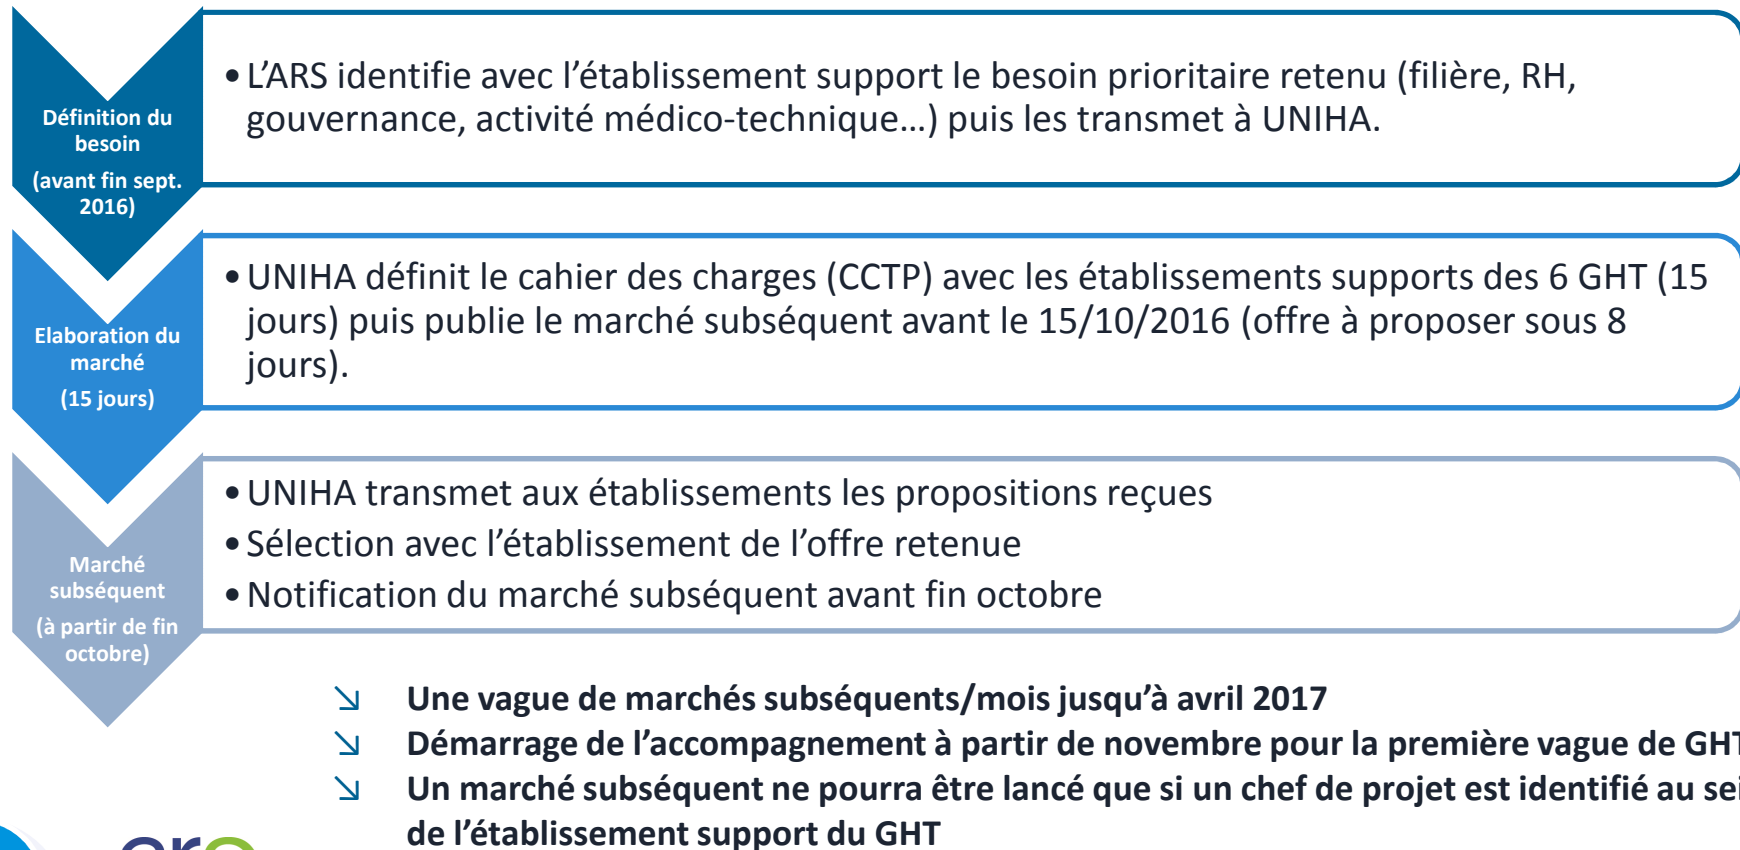 Définition du
besoin
(avant fin sept.
2016)
•L'ARS identifie avec l'établissement support le besoin prioritaire retenu (filière, RH,
gouvernance, activité médico-technique…) puis les transmet à UNIHA.
Elaboration du
marché
(15 jours)
•UNIHA définit le cahier des charges (CCTP) avec les établissements supports des 6 GHT (15
jours) puis publie le marché subséquent avant le 15/10/2016 (offre à proposer sous 8
jours).
Marché
subséquent
(à partir de fin
octobre)
•UNIHA transmet aux établissements les propositions reçues
•Sélection avec l'établissement de l'offre retenue
•Notification du marché subséquent avant fin octobre
Une vague de marchés subséquents/mois jusqu'à avril 2017
Démarrage de l'accompagnement à partir de novembre pour la première vague de GHT
Un marché subséquent ne pourra être lancé que si un chef de projet est identifié au sei
de l'établissement support du GHT